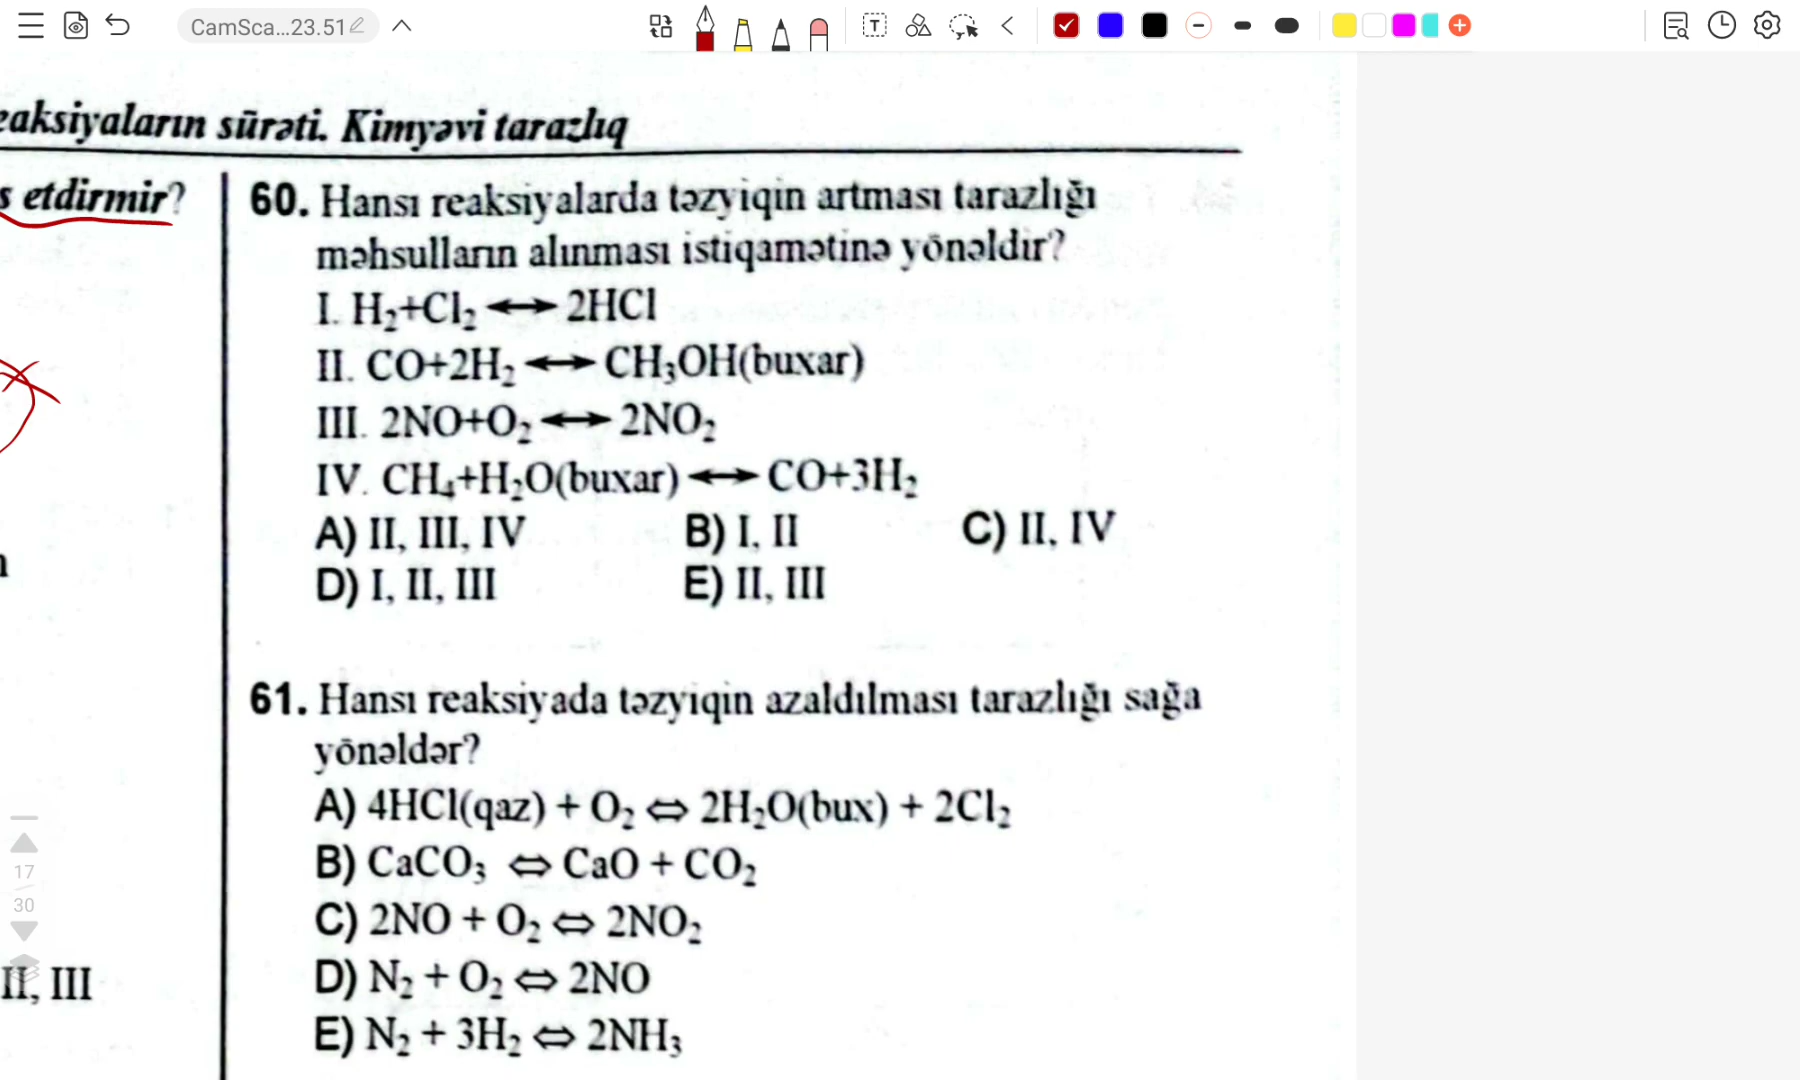 CamSca...23.51
eaksiyaların sürəti. Kimyəvi tarazlıq
s etdirmir?
60. Hansı reaksiyalarda təzyiqin artması tarazlığı
məhsulların alınması istiqamətinə yönəldir?
I. H₂+Cl₂ ⟷ 2HCl
II. CO+2H₂ ⟷ CH₃OH(buxar)
III. 2NO+O₂ ⟷ 2NO₂
IV. CH₄+H₂O(buxar) ⟷ CO+3H₂
A) II, III, IV B) I, II C) II, IV
D) I, II, III E) II, III
61. Hansı reaksiyada təzyiqin azaldılması tarazlığı sağa
yönəldər?
A) 4HCl(qaz) + O₂ ⇔ 2H₂O(bux) + 2Cl₂
B) CaCO₃ ⇔ CaO + CO₂
C) 2NO + O₂ ⇔ 2NO₂
D) N₂ + O₂ ⇔ 2NO
E) N₂ + 3H₂ ⇔ 2NH₃
17
30
II, III